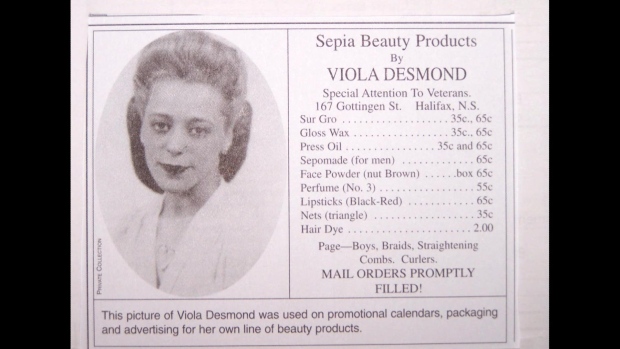 Sepia Beauty Products
By
VIOLA DESMOND
Special Attention To Veterans.
167 Gottingen St. Halifax, N.S.
Sur Gro .................... 35c., 65c
Gloss Wax ................. 35c., 65c
Press Oil ................ 35c and 65c
Sepomade (for men) ............. 65c
Face Powder (nut Brown) ......box 65c
Perfume (No. 3) ................. 55c
Lipsticks (Black-Red) ............ 65c
Nets (triangle) .................. 35c
Hair Dye ....................... 2.00
Page—Boys, Braids, Straightening
Combs. Curlers.
MAIL ORDERS PROMPTLY
FILLED!
PRIVATE COLLECTION
This picture of Viola Desmond was used on promotional calendars, packaging
and advertising for her own line of beauty products.